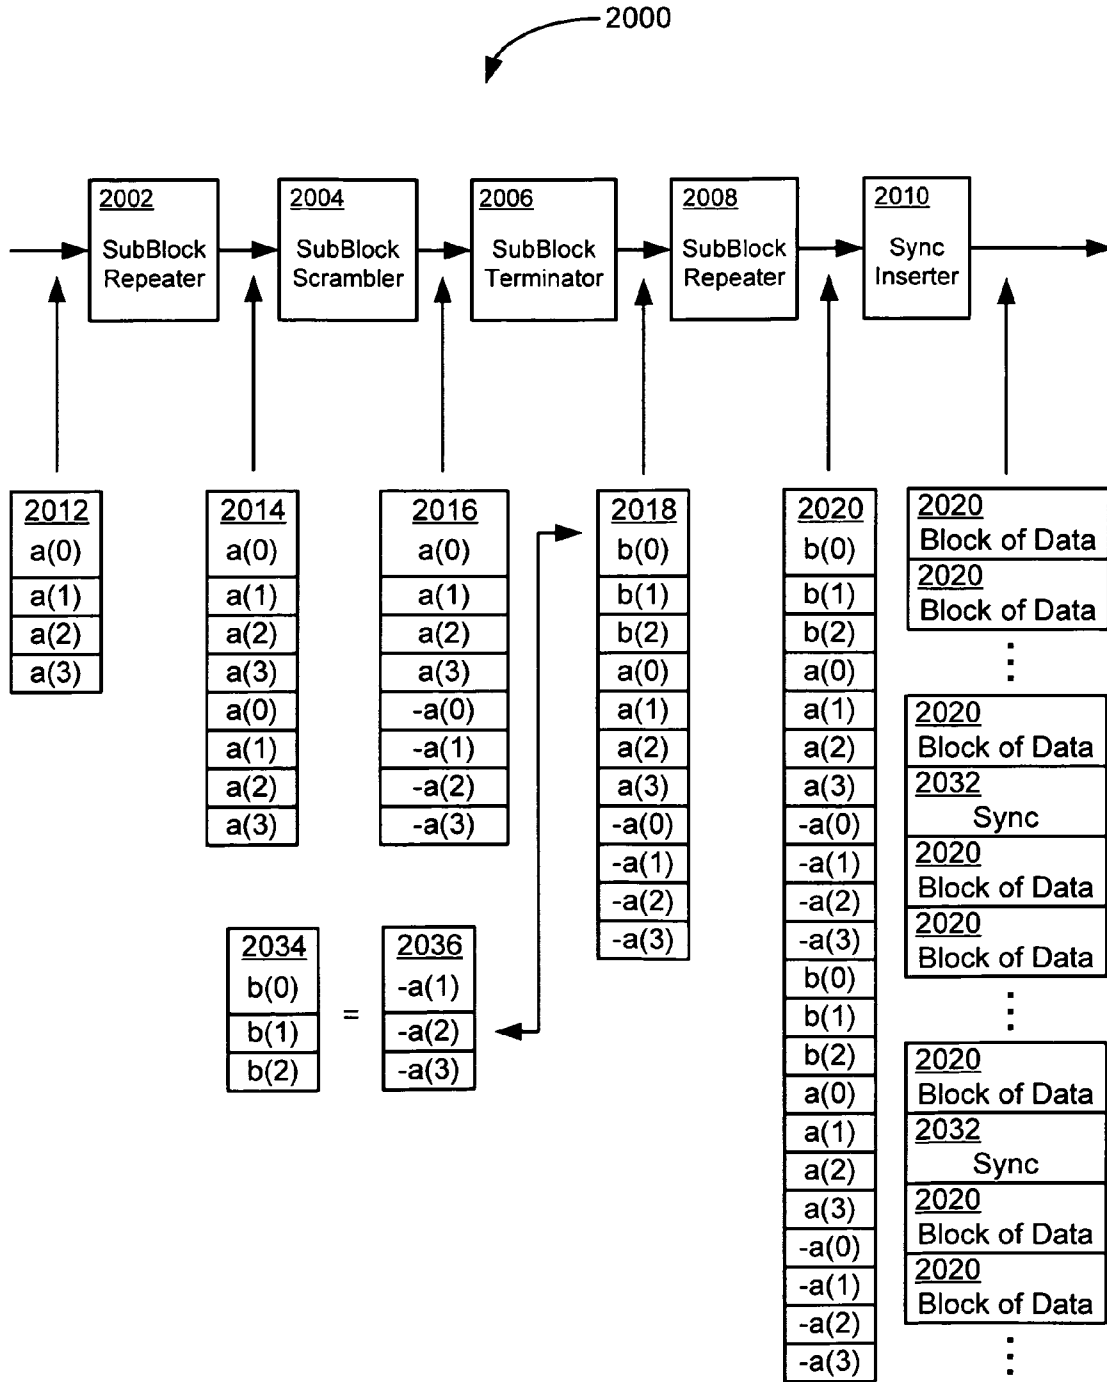 2000
2002
SubBlock
Repeater
2004
SubBlock
Scrambler
2006
SubBlock
Terminator
2008
SubBlock
Repeater
2010
Sync
Inserter
2012
a(0)
a(1)
a(2)
a(3)
2014
a(0)
a(1)
a(2)
a(3)
a(0)
a(1)
a(2)
a(3)
2016
a(0)
a(1)
a(2)
a(3)
-a(0)
-a(1)
-a(2)
-a(3)
2034
b(0)
b(1)
b(2)
=
2036
-a(1)
-a(2)
-a(3)
2018
b(0)
b(1)
b(2)
a(0)
a(1)
a(2)
a(3)
-a(0)
-a(1)
-a(2)
-a(3)
2020
b(0)
b(1)
b(2)
a(0)
a(1)
a(2)
a(3)
-a(0)
-a(1)
-a(2)
-a(3)
b(0)
b(1)
b(2)
a(0)
a(1)
a(2)
a(3)
-a(0)
-a(1)
-a(2)
-a(3)
2020
Block of Data
2020
Block of Data
⋮
2020
Block of Data
2032
Sync
2020
Block of Data
2020
Block of Data
⋮
2020
Block of Data
2032
Sync
2020
Block of Data
2020
Block of Data
⋮